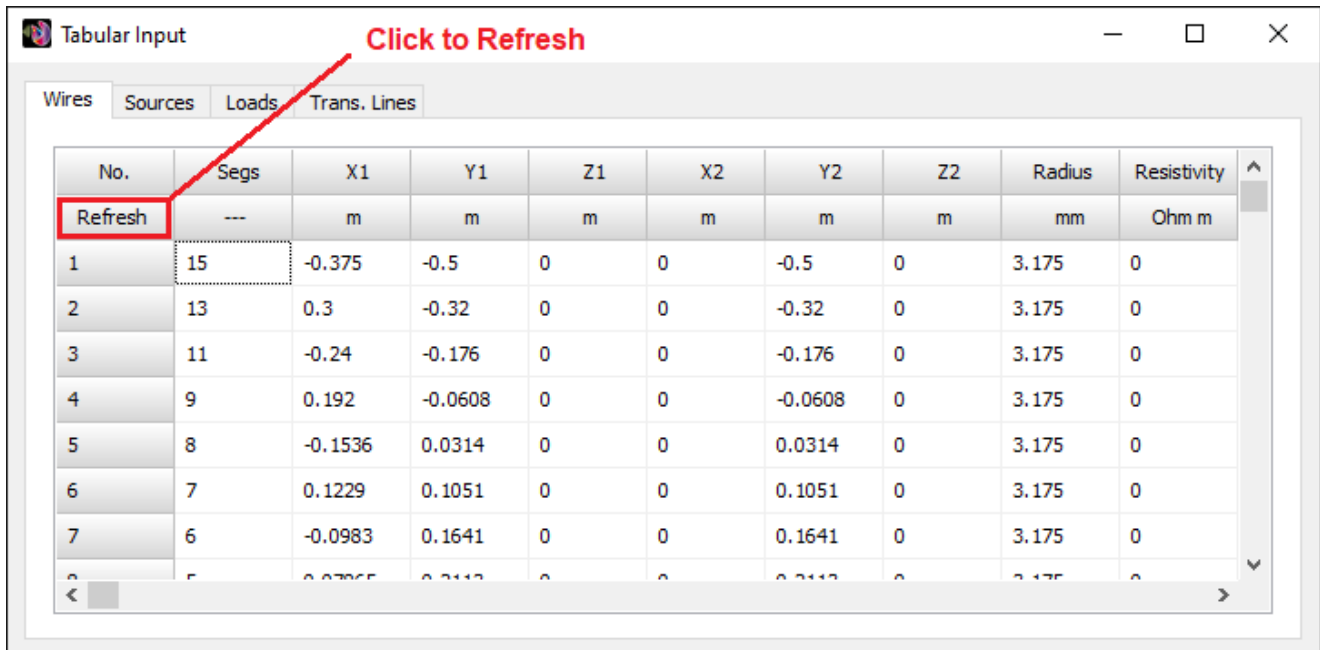 Tabular Input
Click to Refresh
Wires Sources Loads Trans. Lines
No. Segs X1 Y1 Z1 X2 Y2 Z2 Radius Resistivity
Refresh --- m m m m m m mm Ohm m
1 15 -0.375 -0.5 0 0 -0.5 0 3.175 0
2 13 0.3 -0.32 0 0 -0.32 0 3.175 0
3 11 -0.24 -0.176 0 0 -0.176 0 3.175 0
4 9 0.192 -0.0608 0 0 -0.0608 0 3.175 0
5 8 -0.1536 0.0314 0 0 0.0314 0 3.175 0
6 7 0.1229 0.1051 0 0 0.1051 0 3.175 0
7 6 -0.0983 0.1641 0 0 0.1641 0 3.175 0